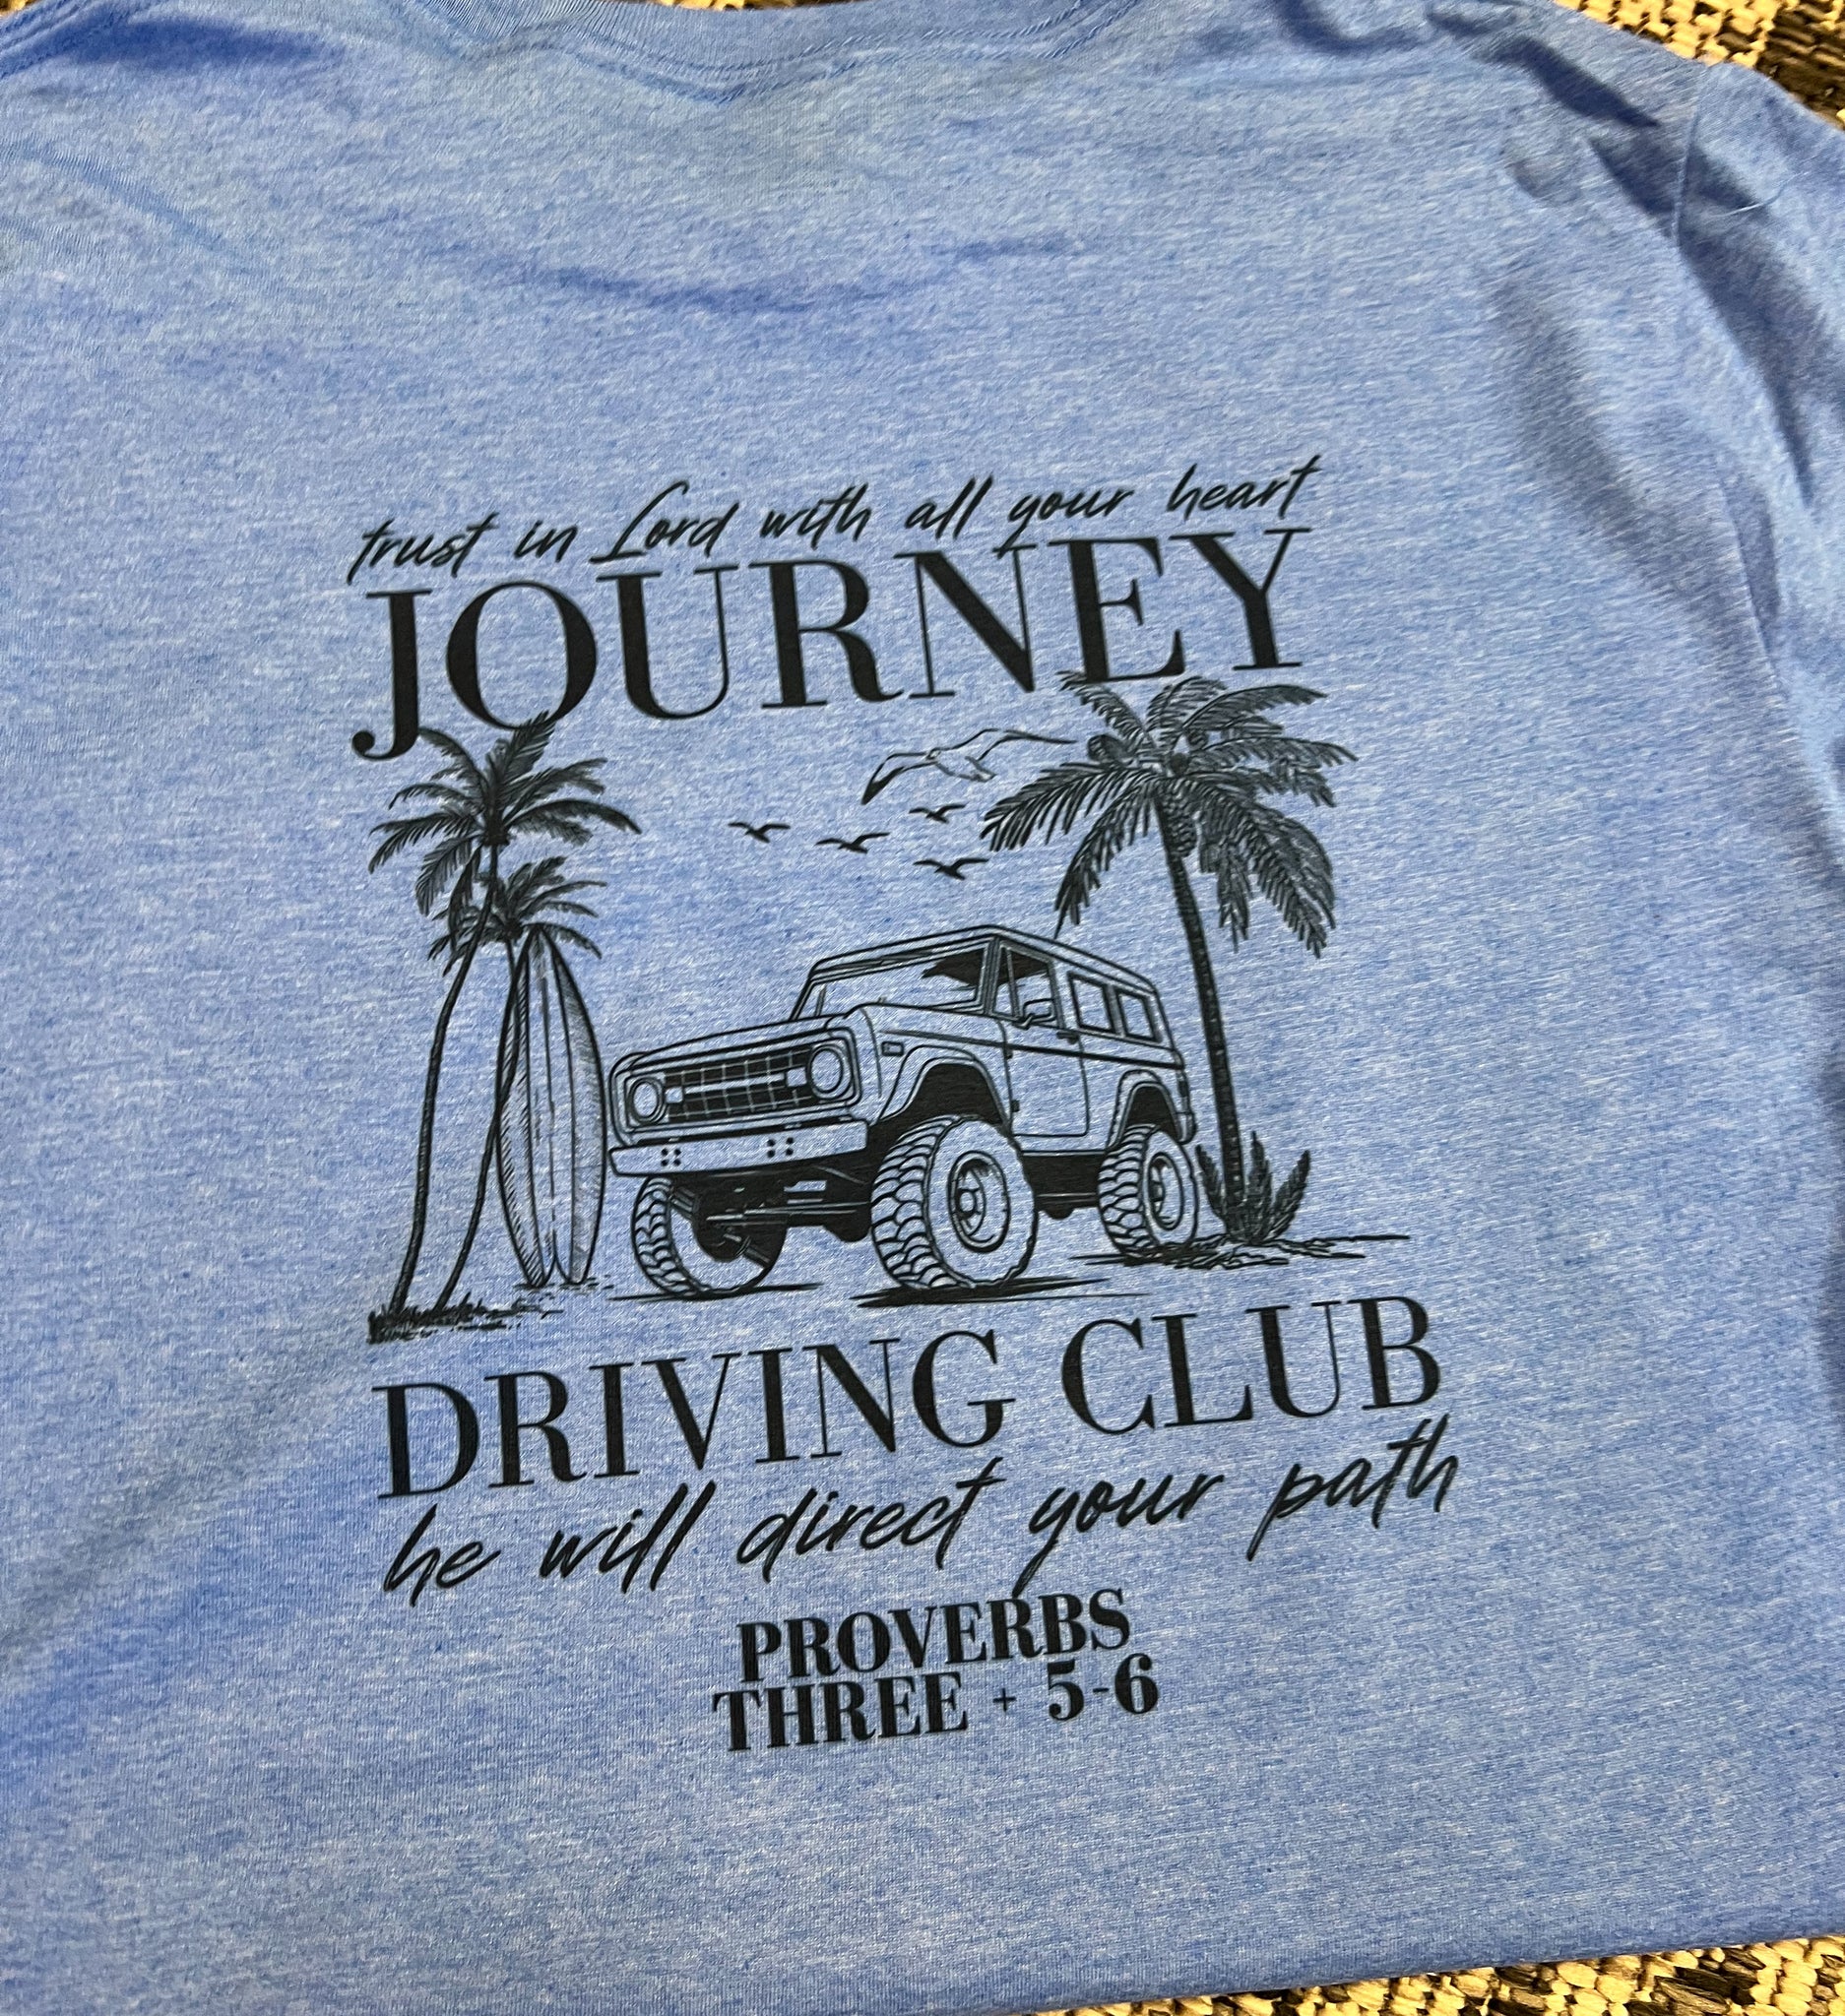 trust in Lord with all your heart
JOURNEY
DRIVING CLUB
he will direct your path
PROVERBS
THREE + 5-6